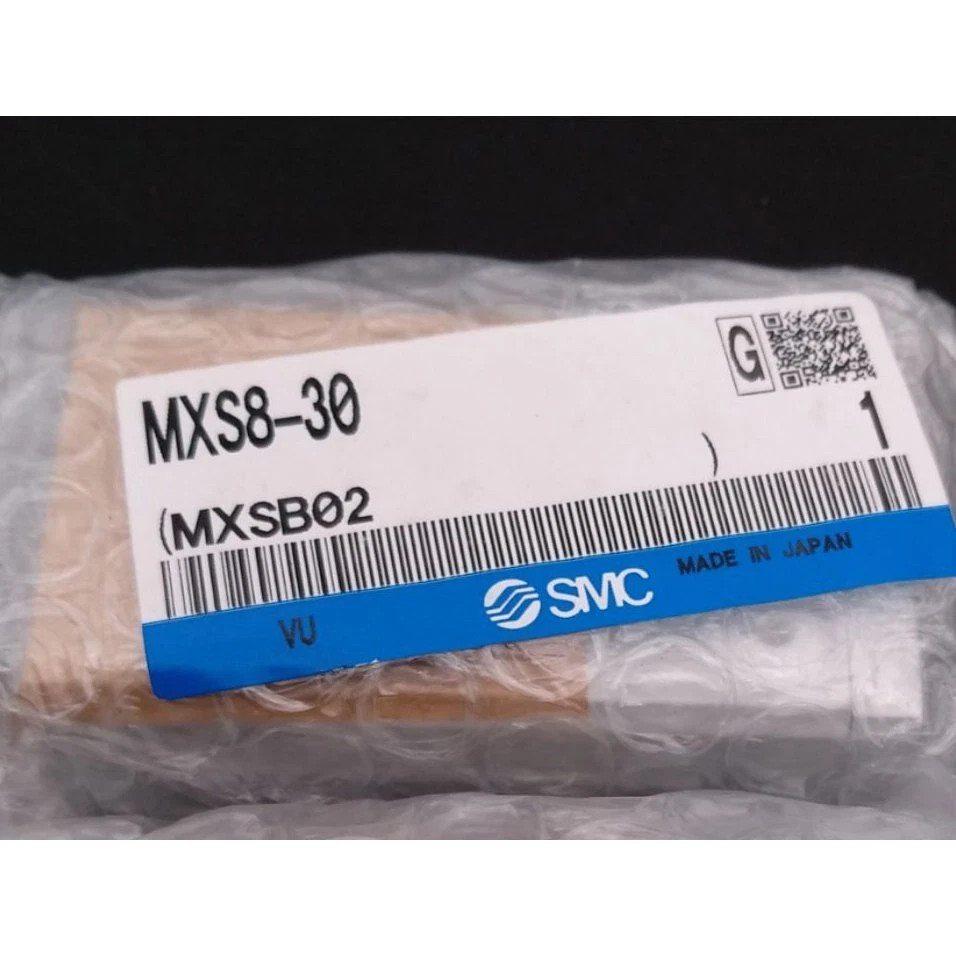 G
MXS8-30
1
(MXSB02 )
VU
SMC
MADE IN JAPAN